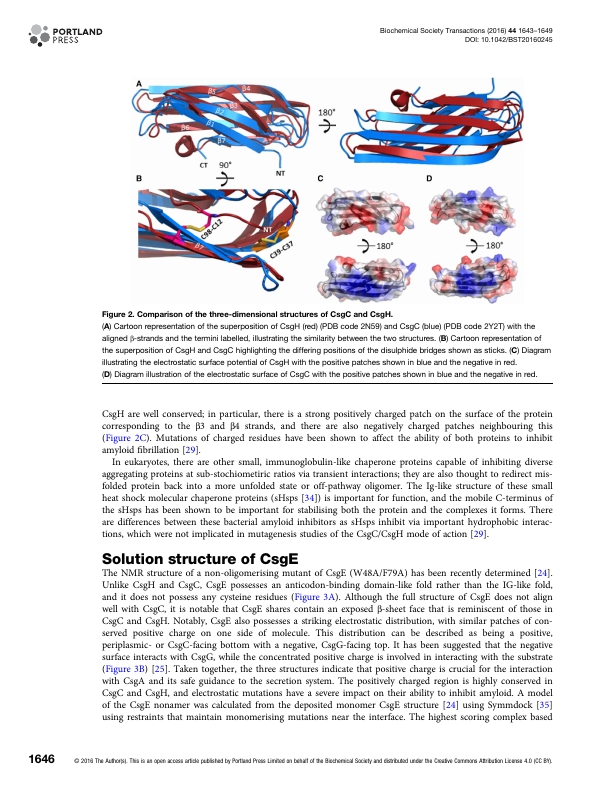 PORTLAND
PRESS
Biochemical Society Transactions (2016) 44 1643–1649
DOI: 10.1042/BST20160245
A
β5
β4
β3
β2
β1
β6
β7
CT
NT
180°
90°
B
C
D
C98-C12
NT
C39-C37
β7
180°
180°
Figure 2. Comparison of the three-dimensional structures of CsgC and CsgH.
(A) Cartoon representation of the superposition of CsgH (red) (PDB code 2N59) and CsgC (blue) (PDB code 2Y2T) with the
aligned β-strands and the termini labelled, illustrating the similarity between the two structures. (B) Cartoon representation of
the superposition of CsgH and CsgC highlighting the differing positions of the disulphide bridges shown as sticks. (C) Diagram
illustrating the electrostatic surface potential of CsgH with the positive patches shown in blue and the negative in red.
(D) Diagram illustration of the electrostatic surface of CsgC with the positive patches shown in blue and the negative in red.
CsgH are well conserved; in particular, there is a strong positively charged patch on the surface of the protein
corresponding to the β3 and β4 strands, and there are also negatively charged patches neighbouring this
(Figure 2C). Mutations of charged residues have been shown to affect the ability of both proteins to inhibit
amyloid fibrillation [29].
In eukaryotes, there are other small, immunoglobulin-like chaperone proteins capable of inhibiting diverse
aggregating proteins at sub-stochiometric ratios via transient interactions; they are also thought to redirect mis-
folded protein back into a more unfolded state or off-pathway oligomer. The Ig-like structure of these small
heat shock molecular chaperone proteins (sHsps [34]) is important for function, and the mobile C-terminus of
the sHsps has been shown to be important for stabilising both the protein and the complexes it forms. There
are differences between these bacterial amyloid inhibitors as sHsps inhibit via important hydrophobic interac-
tions, which were not implicated in mutagenesis studies of the CsgC/CsgH mode of action [29].
Solution structure of CsgE
The NMR structure of a non-oligomerising mutant of CsgE (W48A/F79A) has been recently determined [24].
Unlike CsgH and CsgC, CsgE possesses an anticodon-binding domain-like fold rather than the IG-like fold,
and it does not possess any cysteine residues (Figure 3A). Although the full structure of CsgE does not align
well with CsgC, it is notable that CsgE shares contain an exposed β-sheet face that is reminiscent of those in
CsgC and CsgH. Notably, CsgE also possesses a striking electrostatic distribution, with similar patches of con-
served positive charge on one side of molecule. This distribution can be described as being a positive,
periplasmic- or CsgC-facing bottom with a negative, CsgG-facing top. It has been suggested that the negative
surface interacts with CsgG, while the concentrated positive charge is involved in interacting with the substrate
(Figure 3B) [25]. Taken together, the three structures indicate that positive charge is crucial for the interaction
with CsgA and its safe guidance to the secretion system. The positively charged region is highly conserved in
CsgC and CsgH, and electrostatic mutations have a severe impact on their ability to inhibit amyloid. A model
of the CsgE nonamer was calculated from the deposited monomer CsgE structure [24] using Symmdock [35]
using restraints that maintain monomerising mutations near the interface. The highest scoring complex based
1646
© 2016 The Author(s). This is an open access article published by Portland Press Limited on behalf of the Biochemical Society and distributed under the Creative Commons Attribution License 4.0 (CC BY).